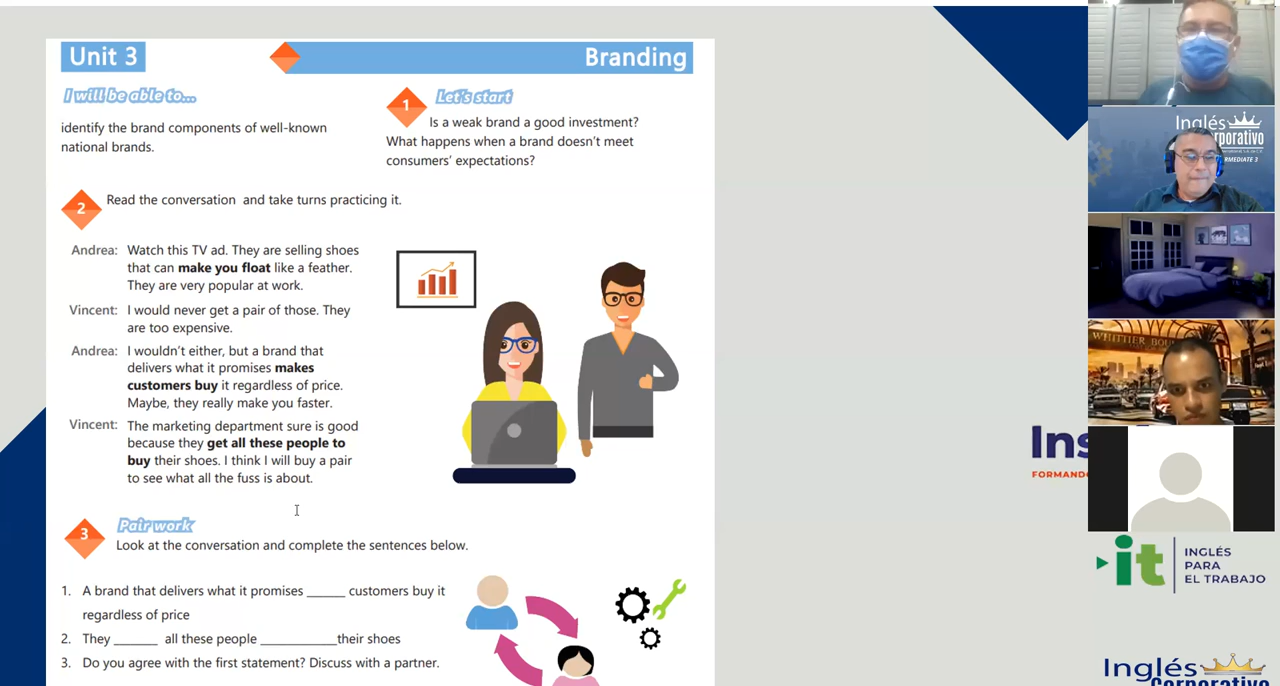 Unit 3
Branding
I will be able to...
identify the brand components of well-known
national brands.
1
Let's start
Is a weak brand a good investment?
What happens when a brand doesn't meet
consumers' expectations?
2
Read the conversation and take turns practicing it.
Andrea: Watch this TV ad. They are selling shoes
that can make you float like a feather.
They are very popular at work.
Vincent: I would never get a pair of those. They
are too expensive.
Andrea: I wouldn't either, but a brand that
delivers what it promises makes
customers buy it regardless of price.
Maybe, they really make you faster.
Vincent: The marketing department sure is good
because they get all these people to
buy their shoes. I think I will buy a pair
to see what all the fuss is about.
3
Pair work
Look at the conversation and complete the sentences below.
1. A brand that delivers what it promises ______ customers buy it
regardless of price
2. They _______ all these people ____________their shoes
3. Do you agree with the first statement? Discuss with a partner.
Inglés
Corporativo
WHITTIER
it
INGLÉS
PARA
EL TRABAJO
Inglés
Corporativo